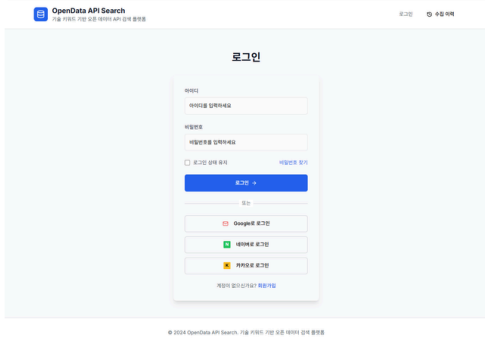 OpenData API Search
기술 키워드 기반 오픈 데이터 API 검색 플랫폼
로그인
수집 이력
로그인
아이디
아이디를 입력하세요
비밀번호
비밀번호를 입력하세요
로그인 상태 유지
비밀번호 찾기
로그인 →
또는
Google로 로그인
N 네이버로 로그인
K 카카오로 로그인
계정이 없으신가요? 회원가입
© 2024 OpenData API Search. 기술 키워드 기반 오픈 데이터 검색 플랫폼